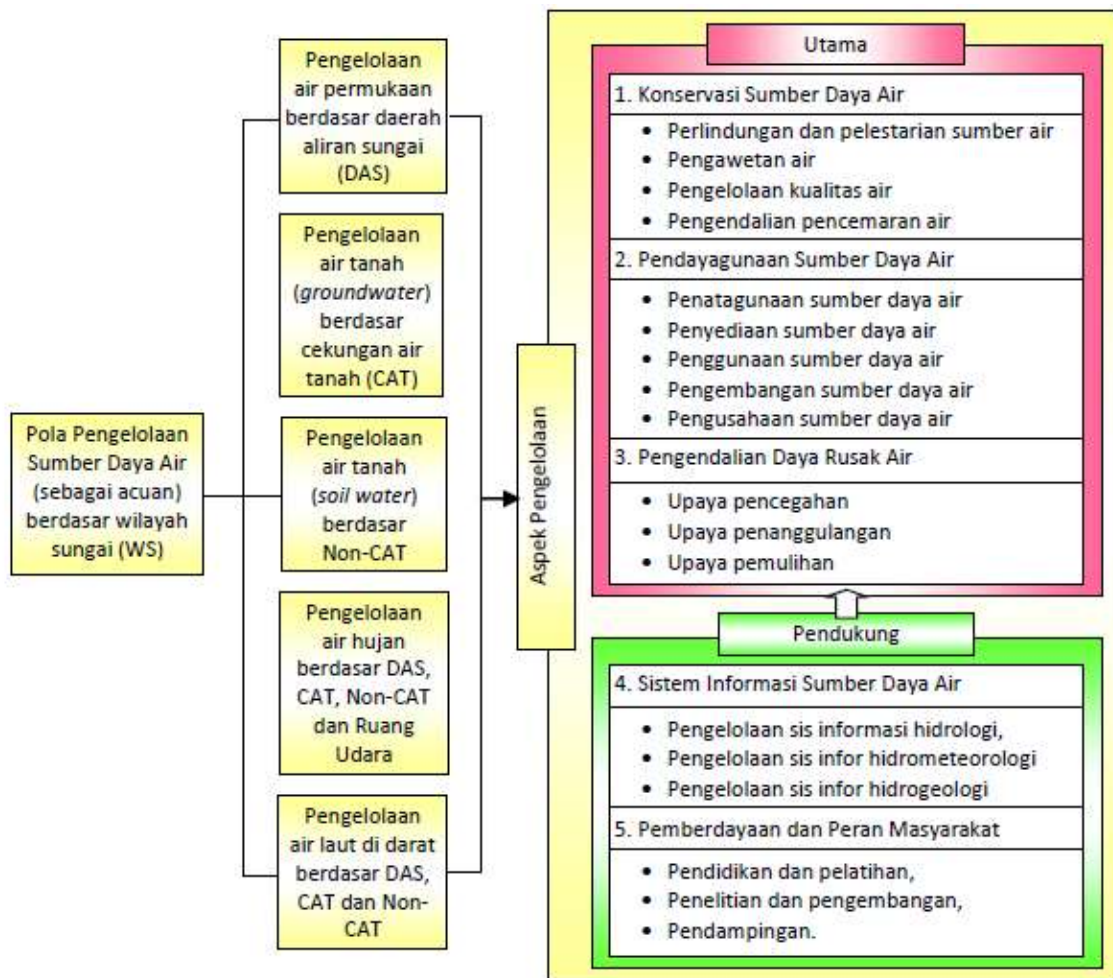 Pola Pengelolaan
Sumber Daya Air
(sebagai acuan)
berdasar wilayah
sungai (WS)
Pengelolaan
air permukaan
berdasar daerah
aliran sungai
(DAS)
Pengelolaan
air tanah
(groundwater)
berdasar
cekungan air
tanah (CAT)
Pengelolaan
air tanah
(soil water)
berdasar
Non-CAT
Pengelolaan
air hujan
berdasar DAS,
CAT, Non-CAT
dan Ruang
Udara
Pengelolaan
air laut di darat
berdasar DAS,
CAT dan Non-
CAT
Aspek Pengelolaan
Utama
1. Konservasi Sumber Daya Air
• Perlindungan dan pelestarian sumber air
• Pengawetan air
• Pengelolaan kualitas air
• Pengendalian pencemaran air
2. Pendayagunaan Sumber Daya Air
• Penatagunaan sumber daya air
• Penyediaan sumber daya air
• Penggunaan sumber daya air
• Pengembangan sumber daya air
• Pengusahaan sumber daya air
3. Pengendalian Daya Rusak Air
• Upaya pencegahan
• Upaya penanggulangan
• Upaya pemulihan
Pendukung
4. Sistem Informasi Sumber Daya Air
• Pengelolaan sis informasi hidrologi,
• Pengelolaan sis infor hidrometeorologi
• Pengelolaan sis infor hidrogeologi
5. Pemberdayaan dan Peran Masyarakat
• Pendidikan dan pelatihan,
• Penelitian dan pengembangan,
• Pendampingan.